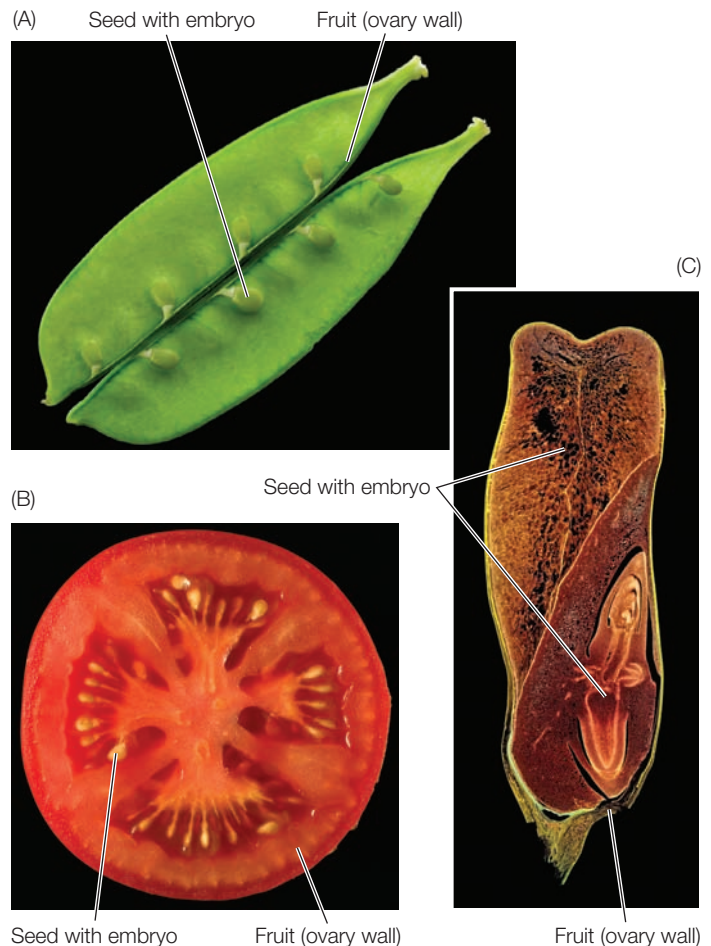 (A)
Seed with embryo
Fruit (ovary wall)
(C)
Seed with embryo
(B)
Seed with embryo
Fruit (ovary wall)
Fruit (ovary wall)